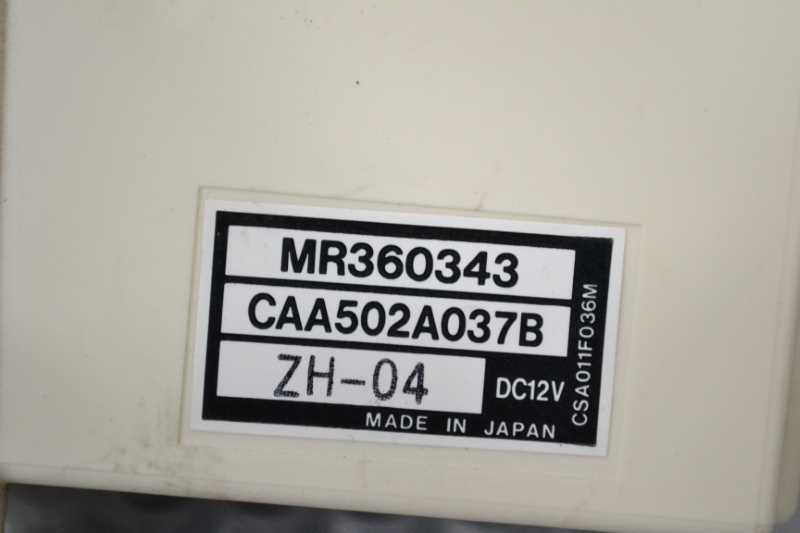 MR360343
CAA502A037B
ZH-04
DC12V
MADE IN JAPAN
CSA011F036M